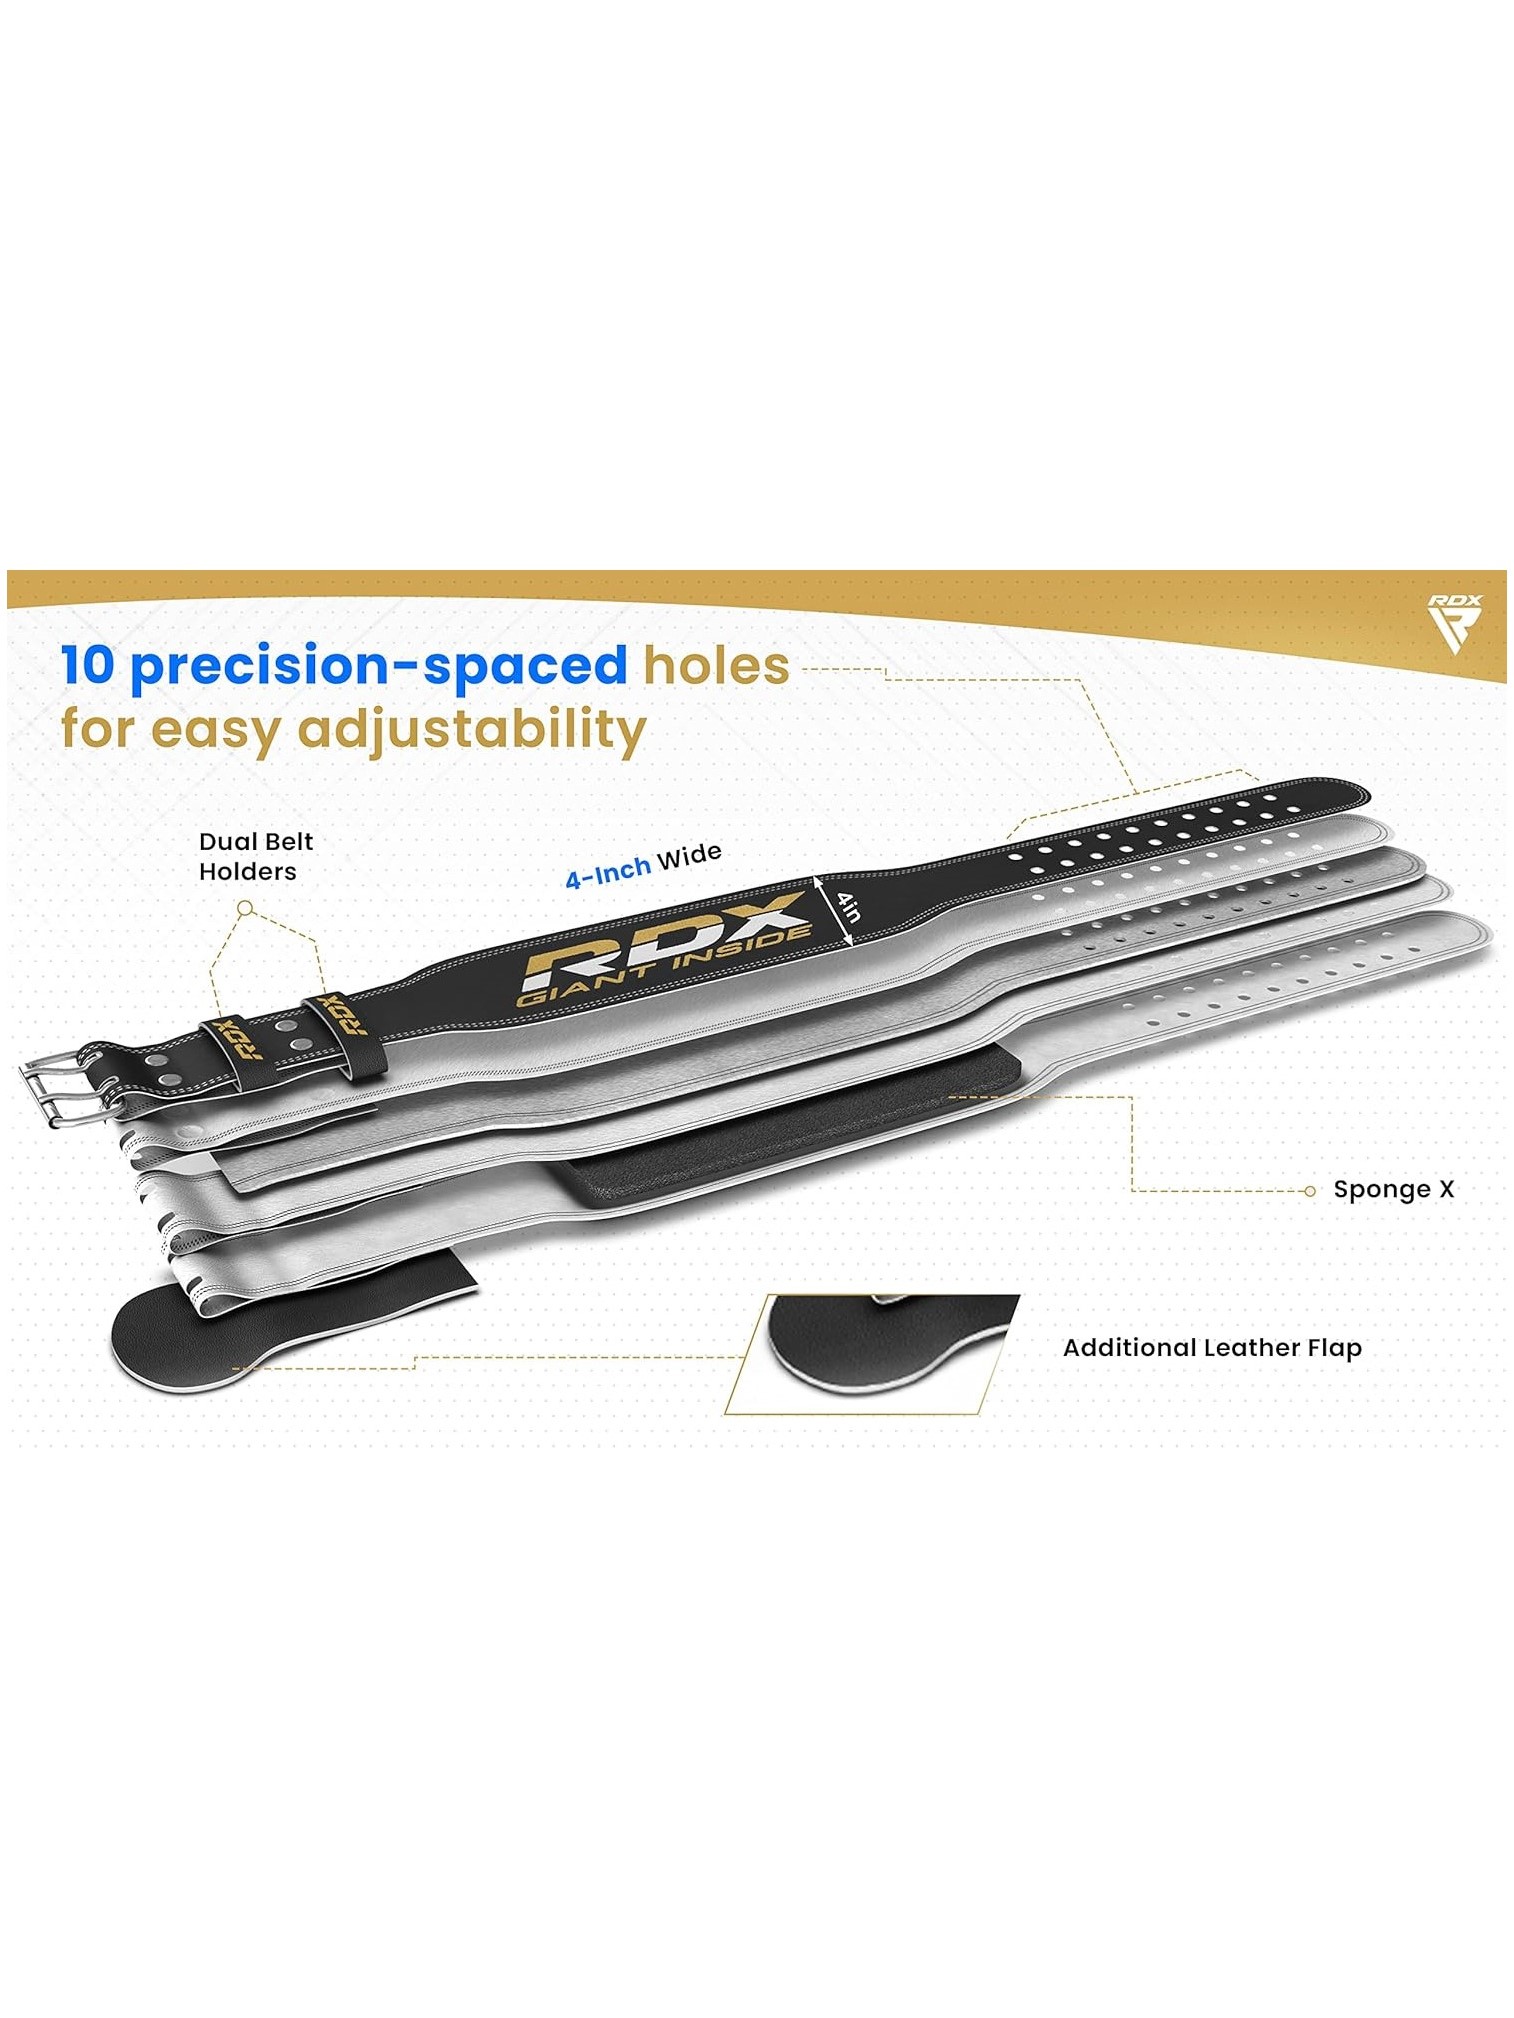 RDX
10 precision-spaced holes
for easy adjustability
Dual Belt
Holders
4-Inch Wide
4in
RDX
GIANT INSIDE
RDX
RDX
Sponge X
Additional Leather Flap